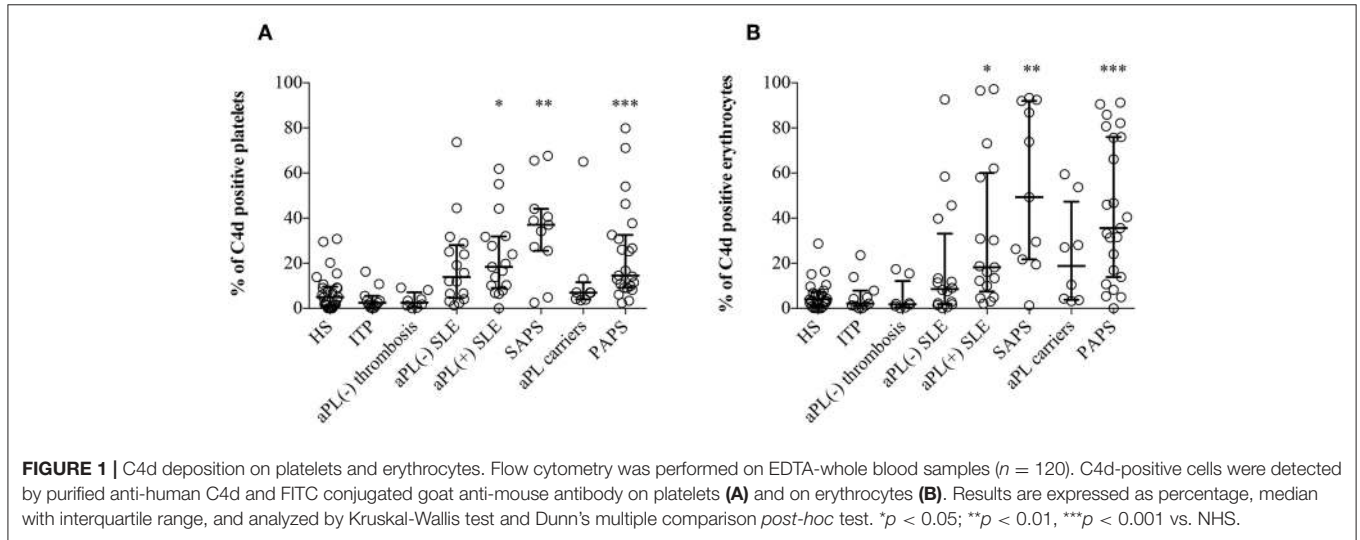 A
B
* ** ***
* ** ***
% of C4d positive platelets
100
80
60
40
20
0
HS
ITP
aPL(-) thrombosis
aPL(-) SLE
aPL(+) SLE
SAPS
aPL carriers
PAPS
% of C4d positive erythrocytes
100
80
60
40
20
0
HS
ITP
aPL(-) thrombosis
aPL(-) SLE
aPL(+) SLE
SAPS
aPL carriers
PAPS
FIGURE 1 | C4d deposition on platelets and erythrocytes. Flow cytometry was performed on EDTA-whole blood samples (n = 120). C4d-positive cells were detected
by purified anti-human C4d and FITC conjugated goat anti-mouse antibody on platelets (A) and on erythrocytes (B). Results are expressed as percentage, median
with interquartile range, and analyzed by Kruskal-Wallis test and Dunn's multiple comparison post-hoc test. *p < 0.05; **p < 0.01, ***p < 0.001 vs. NHS.